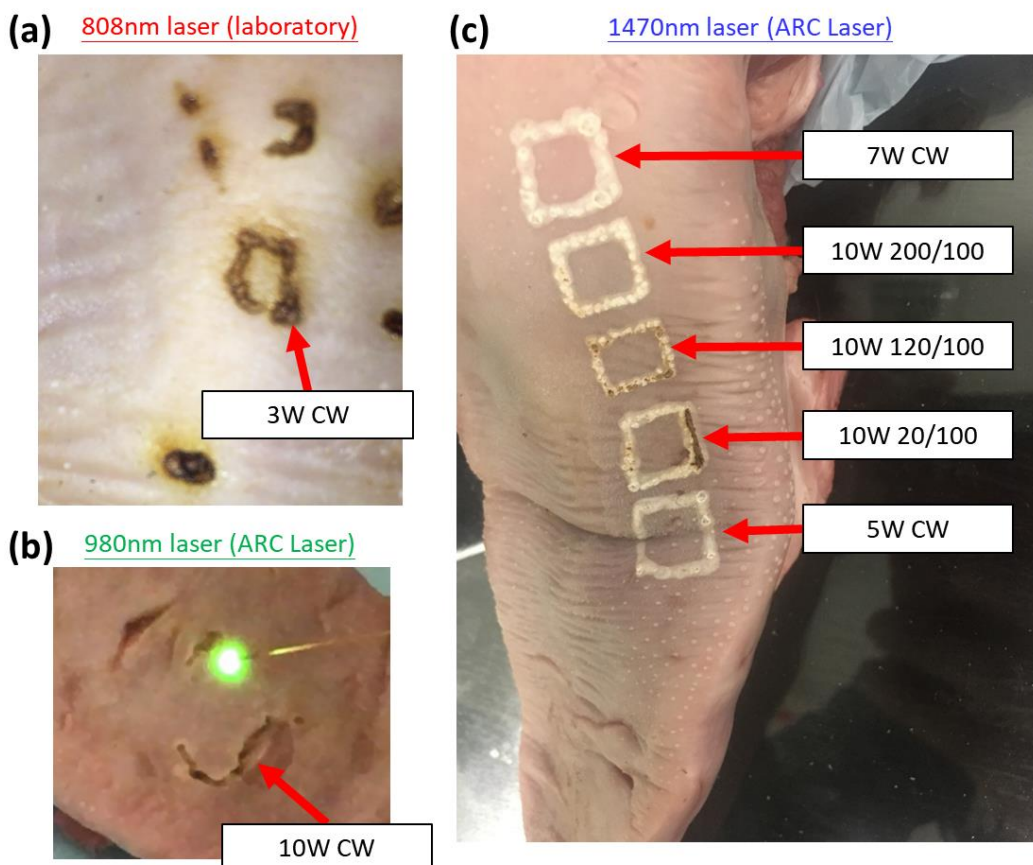 (a)
808nm laser (laboratory)
3W CW
(b)
980nm laser (ARC Laser)
10W CW
(c)
1470nm laser (ARC Laser)
7W CW
10W 200/100
10W 120/100
10W 20/100
5W CW